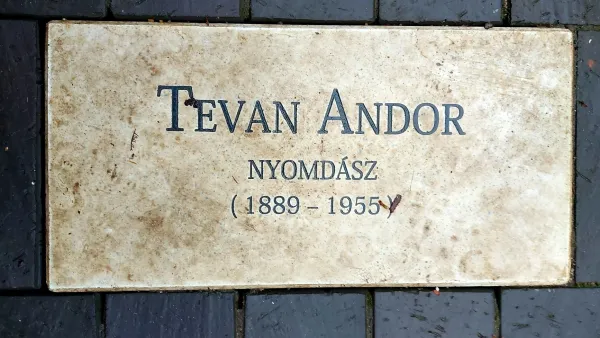 TEVAN ANDOR
NYOMDÁSZ
(1889 – 1955)